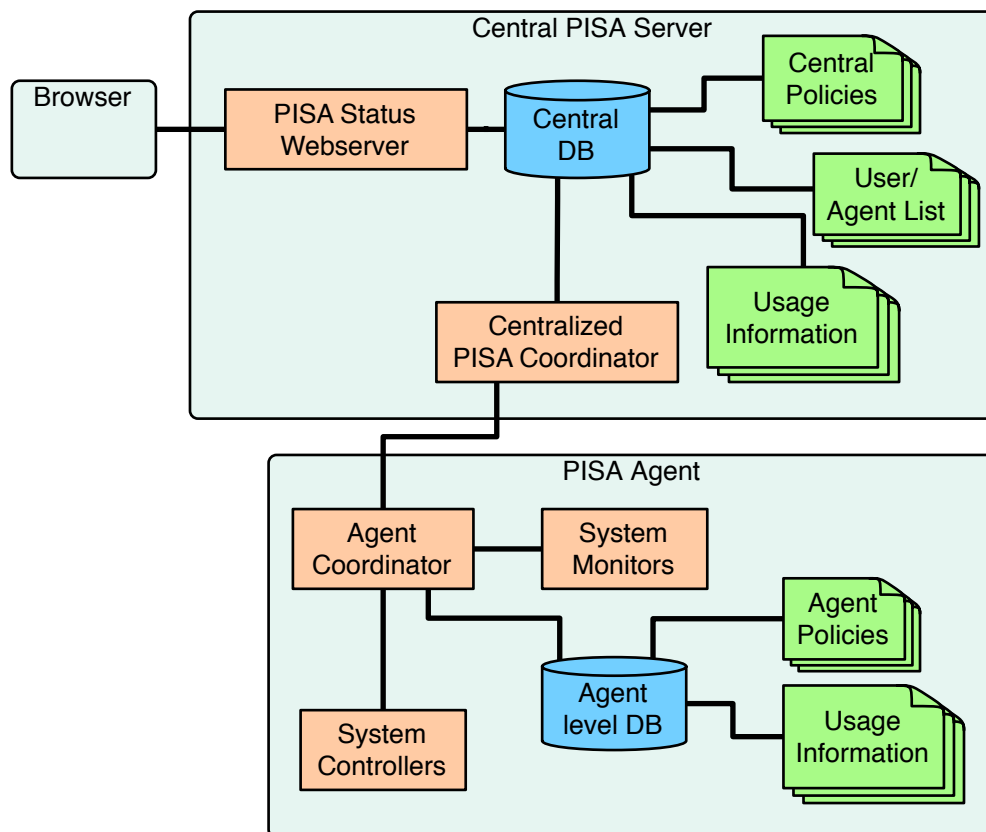 Central PISA Server
Browser
PISA Status
Webserver
Central
DB
Central
Policies
User/
Agent List
Usage
Information
Centralized
PISA Coordinator
PISA Agent
Agent
Coordinator
System
Monitors
Agent
Policies
Agent
level DB
Usage
Information
System
Controllers